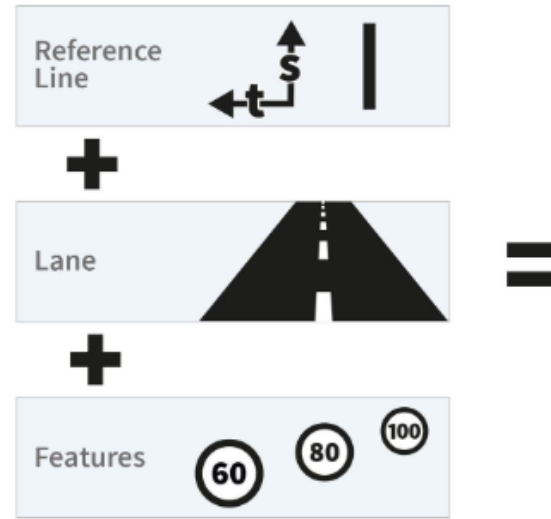 Reference
Line
s
t
+
Lane
+
=
Features
60
80
100